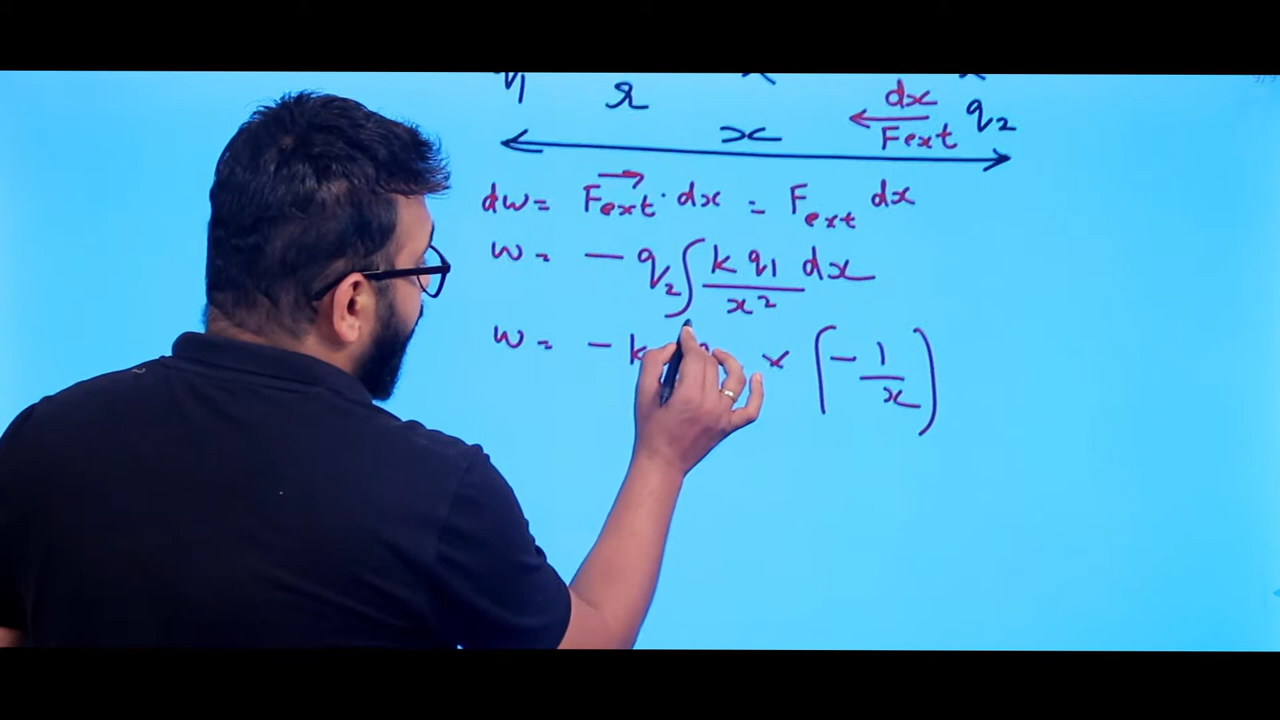 q₁ r x
dx
Fext q₂
dw = Fext · dx = Fext dx
w = - q₂ ∫ k q₁ / x² dx
w = - k × ( - 1 / x )